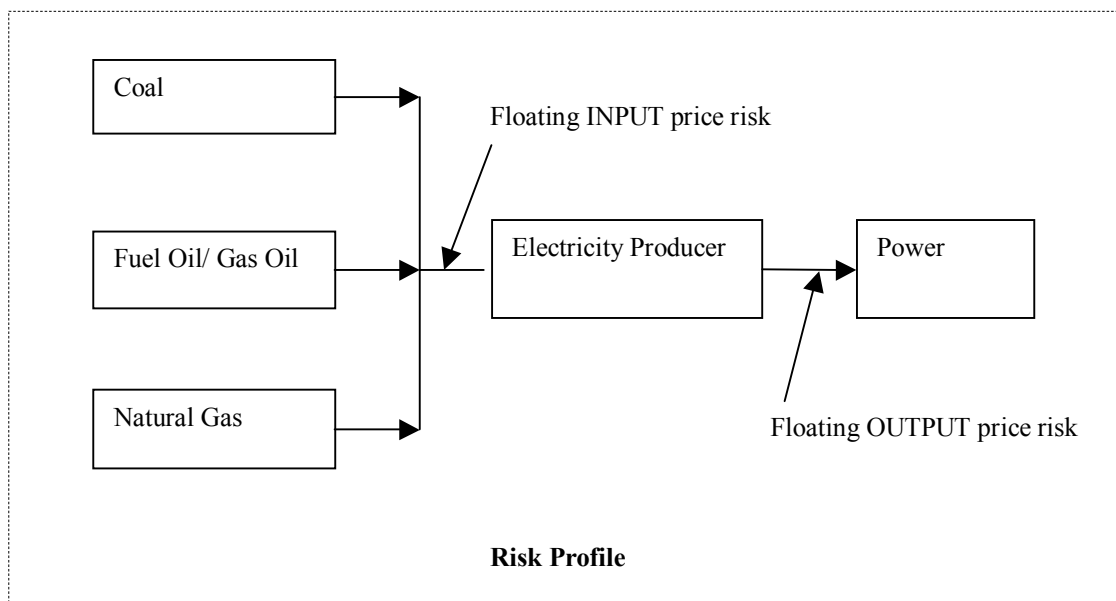 Coal
Floating INPUT price risk
Fuel Oil/ Gas Oil
Electricity Producer
Power
Natural Gas
Floating OUTPUT price risk
Risk Profile